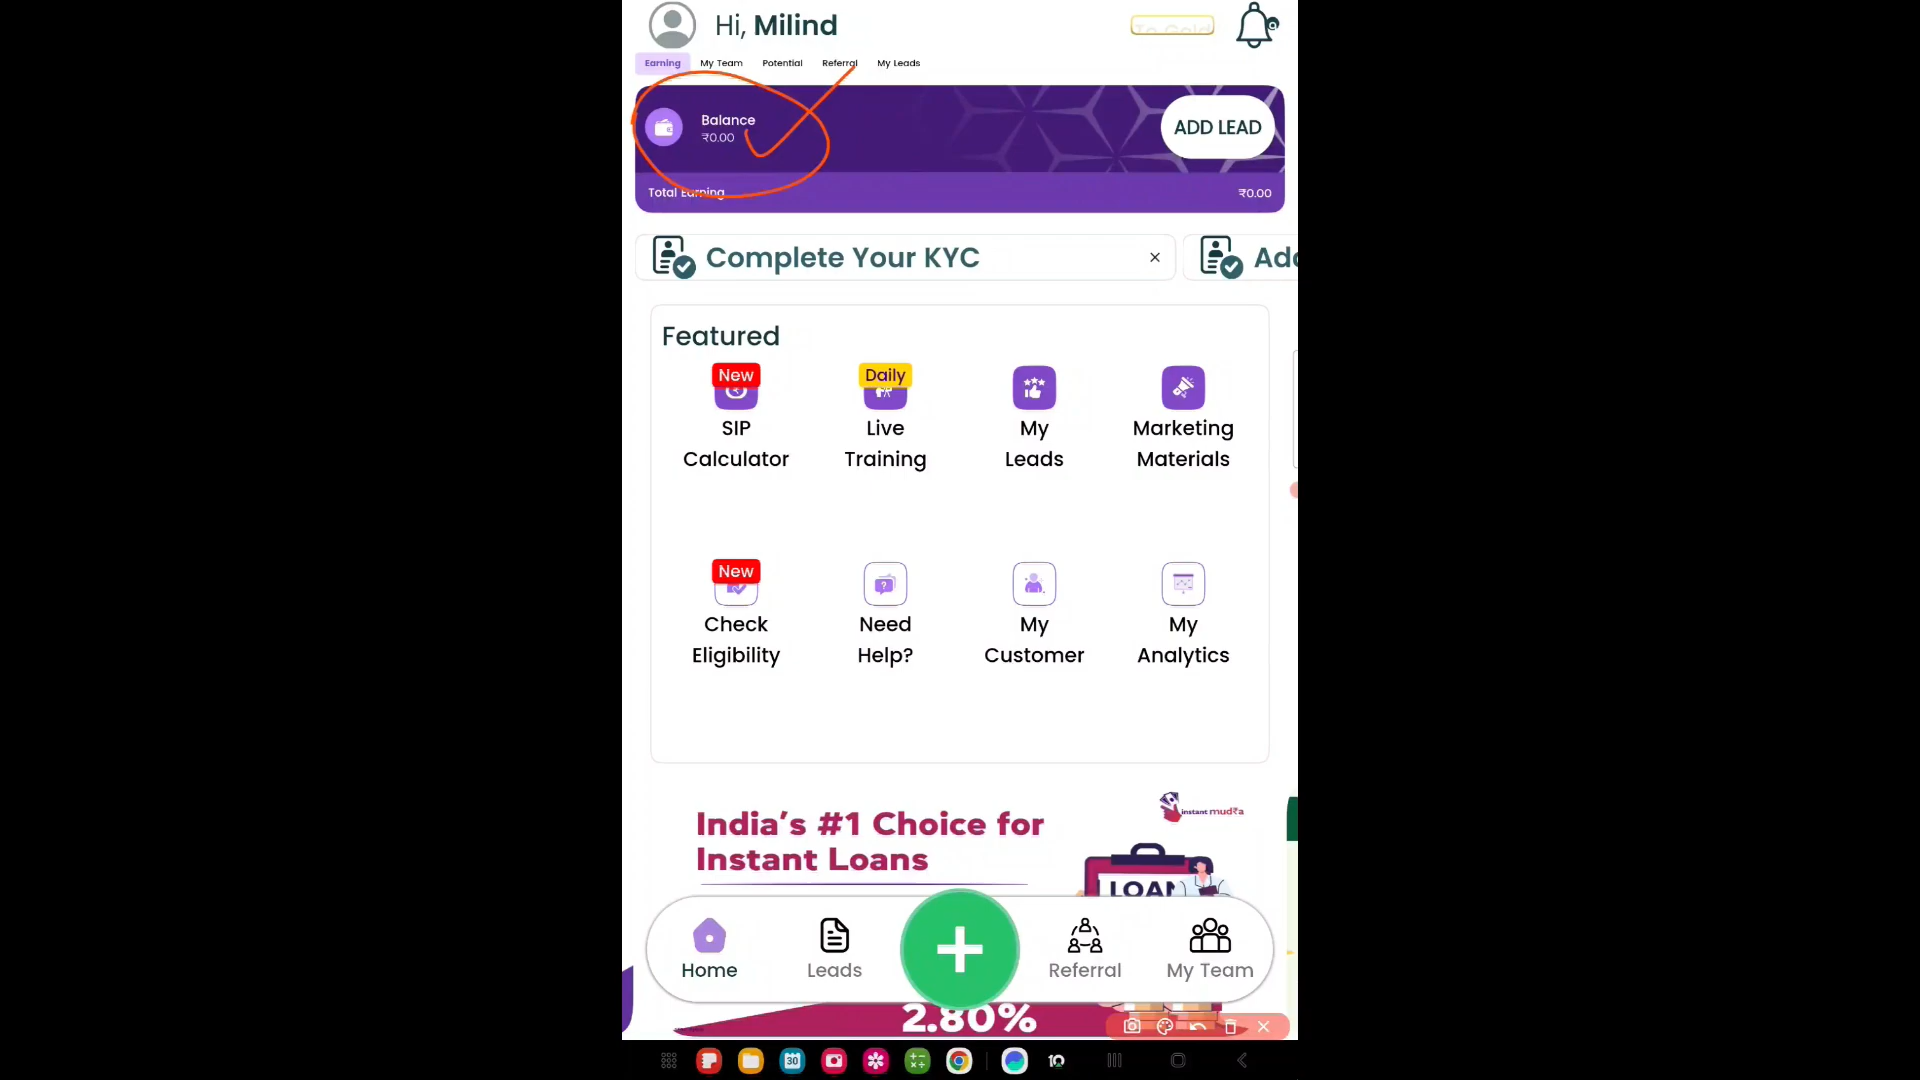 Hi, Milind
To Gold
Earning My Team Potential Referral My Leads
Balance
₹0.00
ADD LEAD
Total Earning ₹0.00
Complete Your KYC
Featured
New Daily
SIP Live My Marketing
Calculator Training Leads Materials
New
Check Need My My
Eligibility Help? Customer Analytics
instant mudra
India's #1 Choice for
Instant Loans
LOAN
Home Leads Referral My Team
2.80%
30